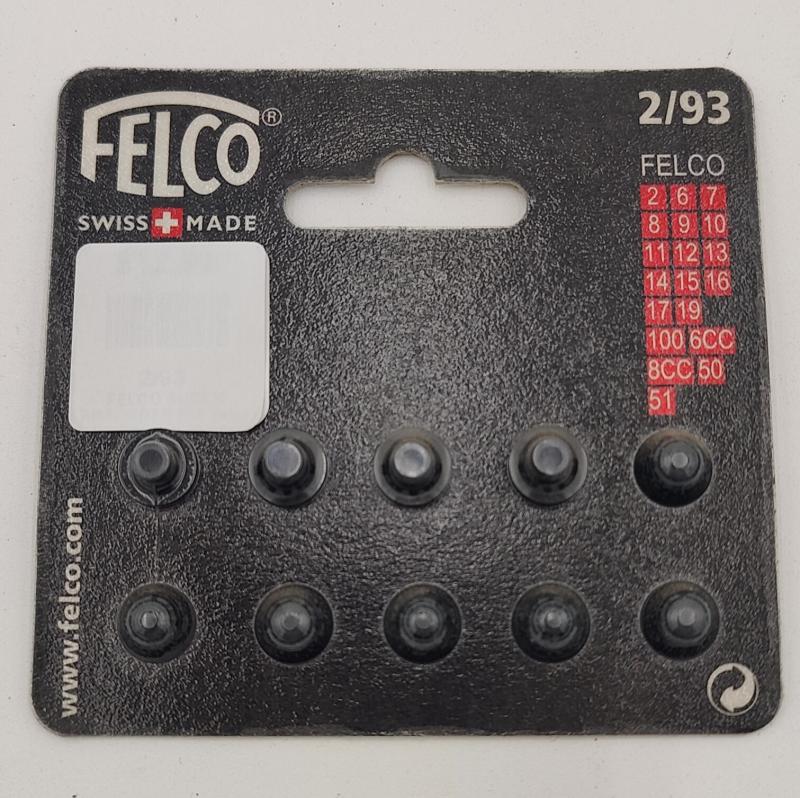 FELCO®
SWISS MADE
2/93
FELCO
2 6 7
8 9 10
11 12 13
14 15 16
17 19
100 6CC
8CC 50
51
www.felco.com